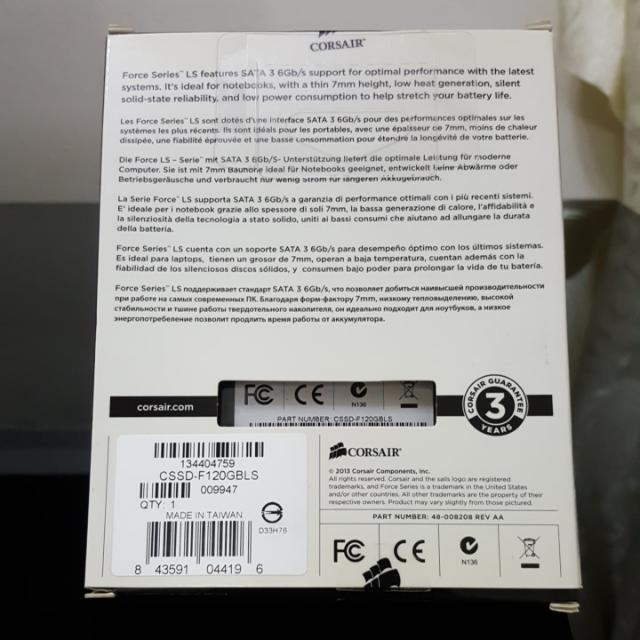 CORSAIR
Force Series™ LS features SATA 3 6Gb/s support for optimal performance with the latest
systems. It's ideal for notebooks, with a thin 7mm height, low heat generation, silent
solid-state reliability, and low power consumption to help stretch your battery life.
Les Force Series™ LS sont dotés d'une interface SATA 3 6Gb/s pour des performances optimales sur les
systèmes les plus récents. Ils sont idéals pour les portables, avec une épaisseur de 7mm, moins de chaleur
dissipée, une fiabilité éprouvée et une basse consommation pour étendre la longévité de votre batterie.
Die Force LS – Serie™ mit SATA 3 6Gb/S- Unterstützung liefert die optimale Leistung für moderne
Computer. Sie ist mit 7mm Bauhöhe ideal für Notebooks geeignet, entwickelt keine Abwärme oder
Betriebsgeräusche und verbraucht nur wenig Strom für längeren Akkugebrauch.
La Serie Force™ LS supporta SATA 3 6Gb/s a garanzia di performance ottimali con i più recenti sistemi.
E' ideale per i notebook grazie allo spessore di soli 7mm, la bassa generazione di calore, l'affidabilità e
la silenziosità della tecnologia a stato solido, uniti ai bassi consumi che aiutano ad allungare la durata
della batteria.
Force Series™ LS cuenta con un soporte SATA 3 6Gb/s para desempeño óptimo con los últimos sistemas.
Es ideal para laptops, tienen un grosor de 7mm, operan a baja temperatura, cuentan además con la
fiabilidad de los silenciosos discos sólidos, y consumen bajo poder para prolongar la vida de tu batería.
Force Series™ LS поддерживает стандарт SATA 3 6Gb/s, что позволяет добиться наивысшей производительности
при работе на самых современных ПК. Благодаря форм-фактору 7mm, низкому тепловыделению, высокой
стабильности и тишине работы твердотельного накопителя, он идеально подходит для ноутбуков, а низкое
энергопотребление позволит продлить время работы от аккумулятора.
corsair.com
FC CE N136
PART NUMBER: CSSD-F120GBLS
CORSAIR GUARANTEE
3
YEARS
134404759
CSSD-F120GBLS
009947
QTY: 1
MADE IN TAIWAN
D33H76
8 43591 04419 6
CORSAIR®
© 2013 Corsair Components, Inc.
All rights reserved. Corsair and the sails logo are registered
trademarks, and Force Series is a trademark in the United States
and/or other countries. All other trademarks are the property of their
respective owners. Product may vary slightly from those pictured.
PART NUMBER: 48-008208 REV AA
FC CE N136